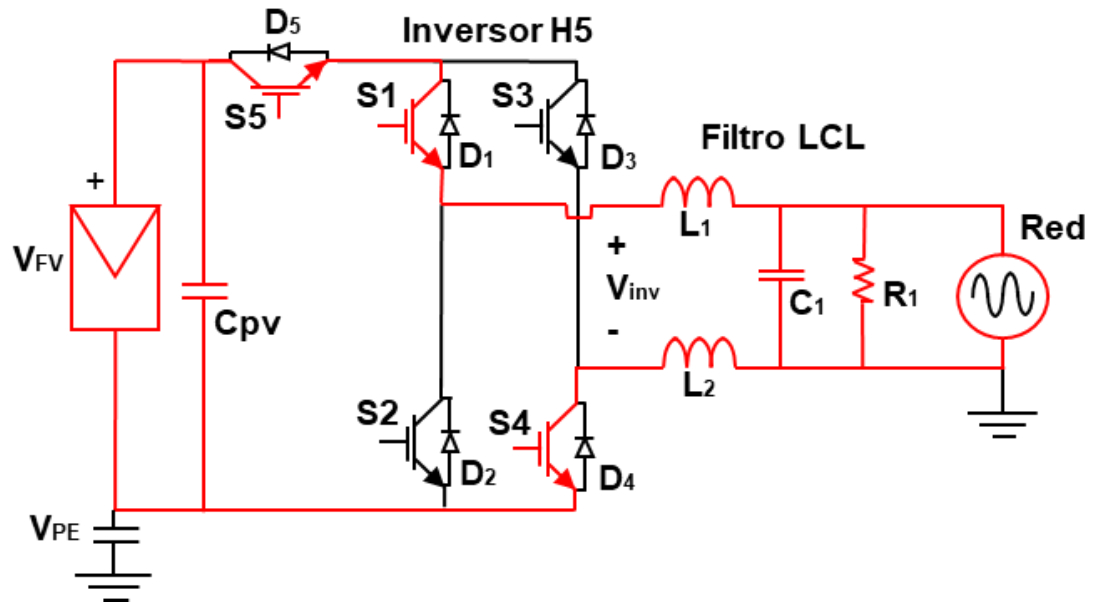 D5
Inversor H5
S5
S1
D1
S3
D3
Filtro LCL
+
VFV
Cpv
L1
+
Vinv
-
C1
R1
Red
L2
S2
D2
S4
D4
VPE